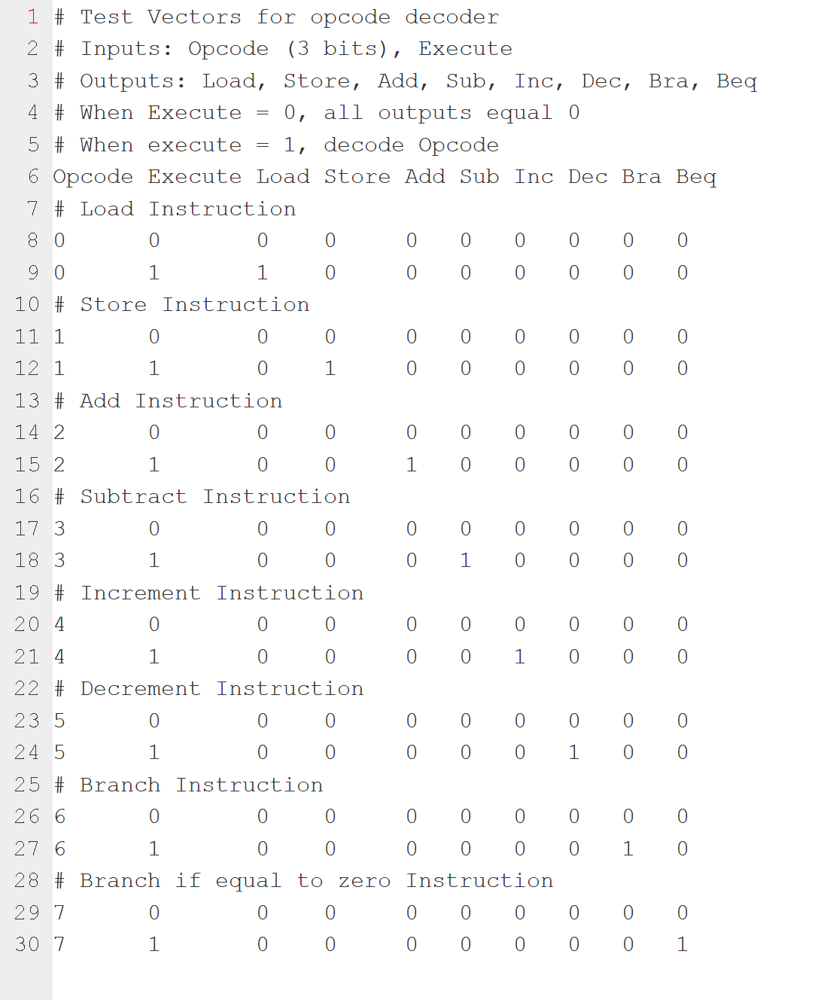 1 # Test Vectors for opcode decoder
2 # Inputs: Opcode (3 bits), Execute
3 # Outputs: Load, Store, Add, Sub, Inc, Dec, Bra, Beq
4 # When Execute = 0, all outputs equal 0
5 # When execute = 1, decode Opcode
6 Opcode Execute Load Store Add Sub Inc Dec Bra Beq
7 # Load Instruction
8 0 0 0 0 0 0 0 0 0 0
9 0 1 1 0 0 0 0 0 0 0
10 # Store Instruction
11 1 0 0 0 0 0 0 0 0 0
12 1 1 0 1 0 0 0 0 0 0
13 # Add Instruction
14 2 0 0 0 0 0 0 0 0 0
15 2 1 0 0 1 0 0 0 0 0
16 # Subtract Instruction
17 3 0 0 0 0 0 0 0 0 0
18 3 1 0 0 0 1 0 0 0 0
19 # Increment Instruction
20 4 0 0 0 0 0 0 0 0 0
21 4 1 0 0 0 0 1 0 0 0
22 # Decrement Instruction
23 5 0 0 0 0 0 0 0 0 0
24 5 1 0 0 0 0 0 1 0 0
25 # Branch Instruction
26 6 0 0 0 0 0 0 0 0 0
27 6 1 0 0 0 0 0 0 1 0
28 # Branch if equal to zero Instruction
29 7 0 0 0 0 0 0 0 0 0
30 7 1 0 0 0 0 0 0 0 1